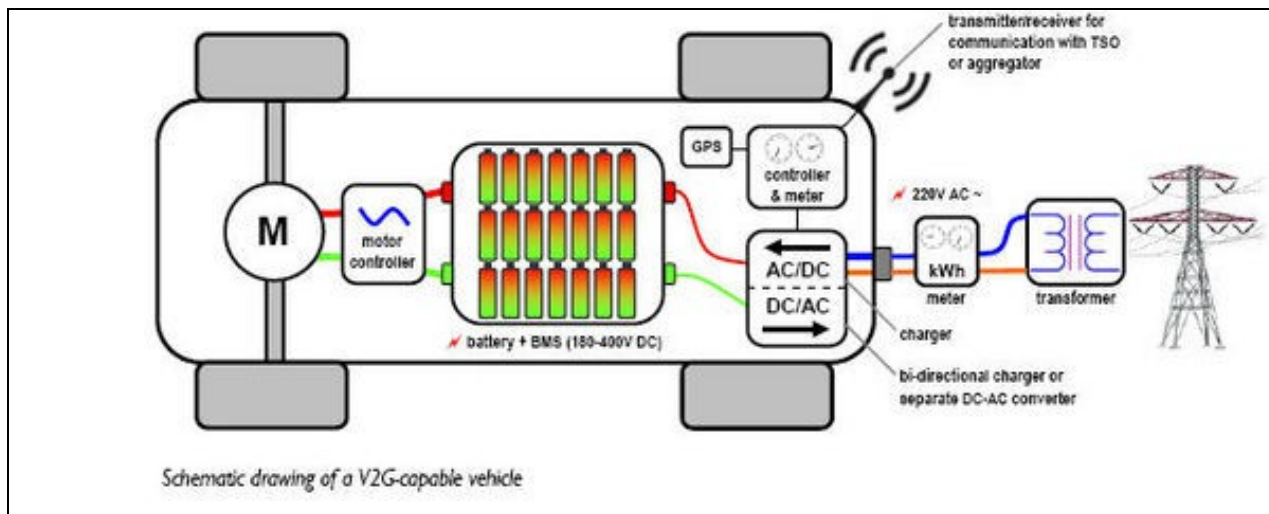 transmitter/receiver for
communication with TSO
or aggregator
GPS
controller
& meter
220V AC ~
M
motor
controller
AC/DC
DC/AC
kWh
meter
transformer
battery + BMS (180-400V DC)
charger
bi-directional charger or
separate DC-AC converter
Schematic drawing of a V2G-capable vehicle